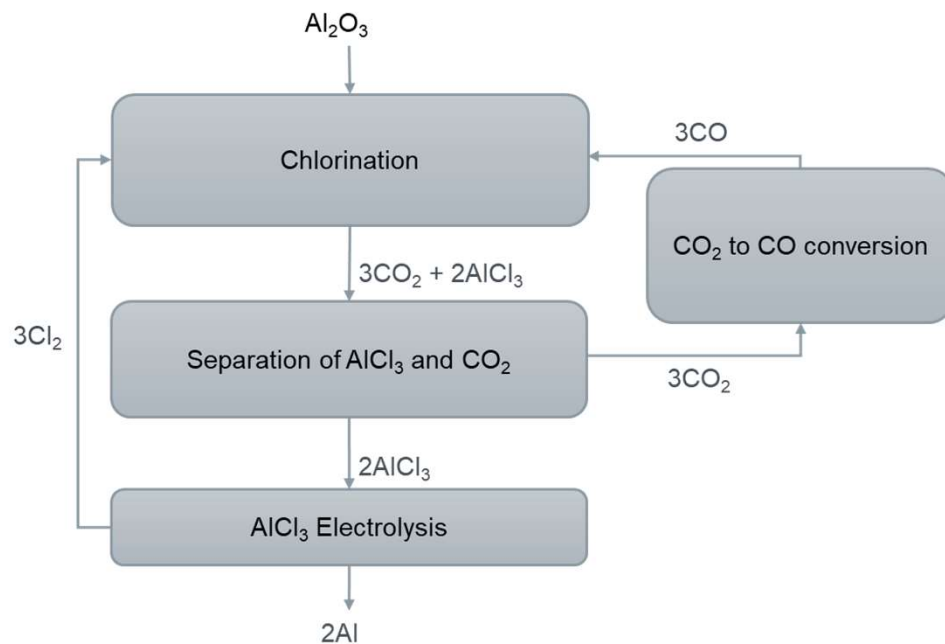 Al₂O₃
Chlorination
3CO
CO₂ to CO conversion
3CO₂ + 2AlCl₃
3Cl₂
Separation of AlCl₃ and CO₂
3CO₂
2AlCl₃
AlCl₃ Electrolysis
2Al